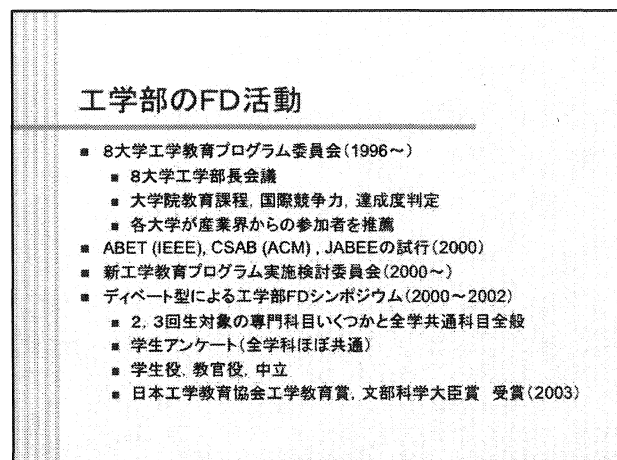 工学部のFD活動
■ 8大学工学教育プログラム委員会(1996～)
■ 8大学工学部長会議
■ 大学院教育課程, 国際競争力, 達成度判定
■ 各大学が産業界からの参加者を推薦
■ ABET (IEEE), CSAB (ACM) , JABEEの試行(2000)
■ 新工学教育プログラム実施検討委員会(2000～)
■ ディベート型による工学部FDシンポジウム(2000～2002)
■ 2, 3回生対象の専門科目いくつかと全学共通科目全般
■ 学生アンケート(全学科ほぼ共通)
■ 学生役, 教官役, 中立
■ 日本工学教育協会工学教育賞, 文部科学大臣賞 受賞(2003)